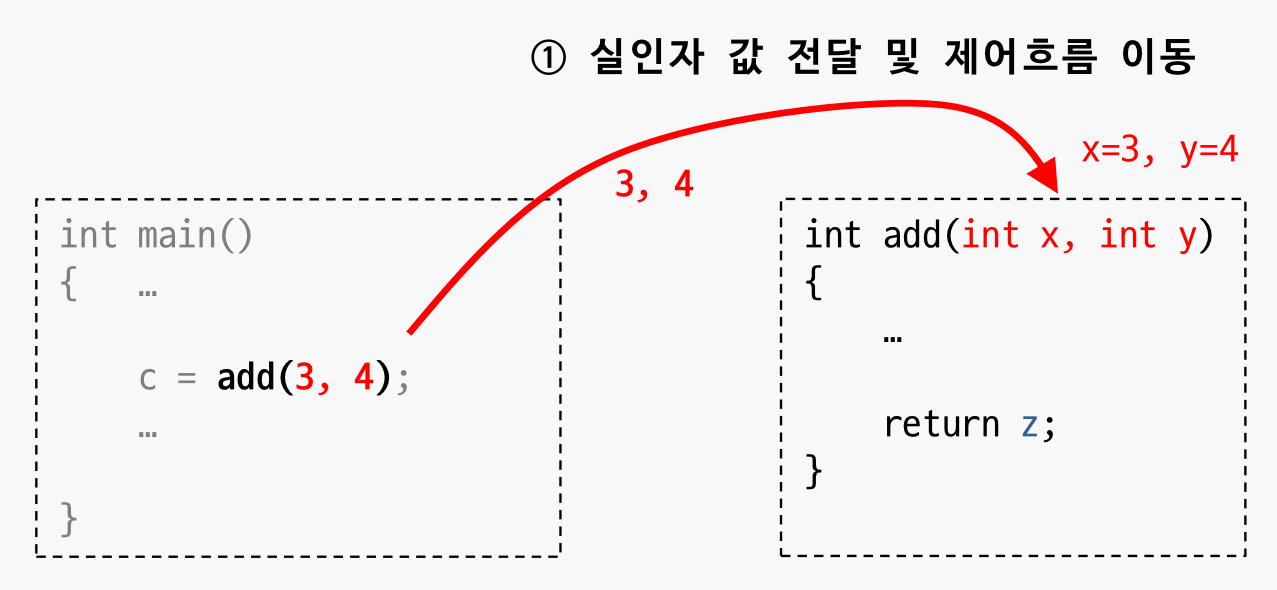 ① 실인자 값 전달 및 제어흐름 이동
x=3, y=4
3, 4
int main()
{ …
c = add(3, 4);
…
}
int add(int x, int y)
{
…
return z;
}